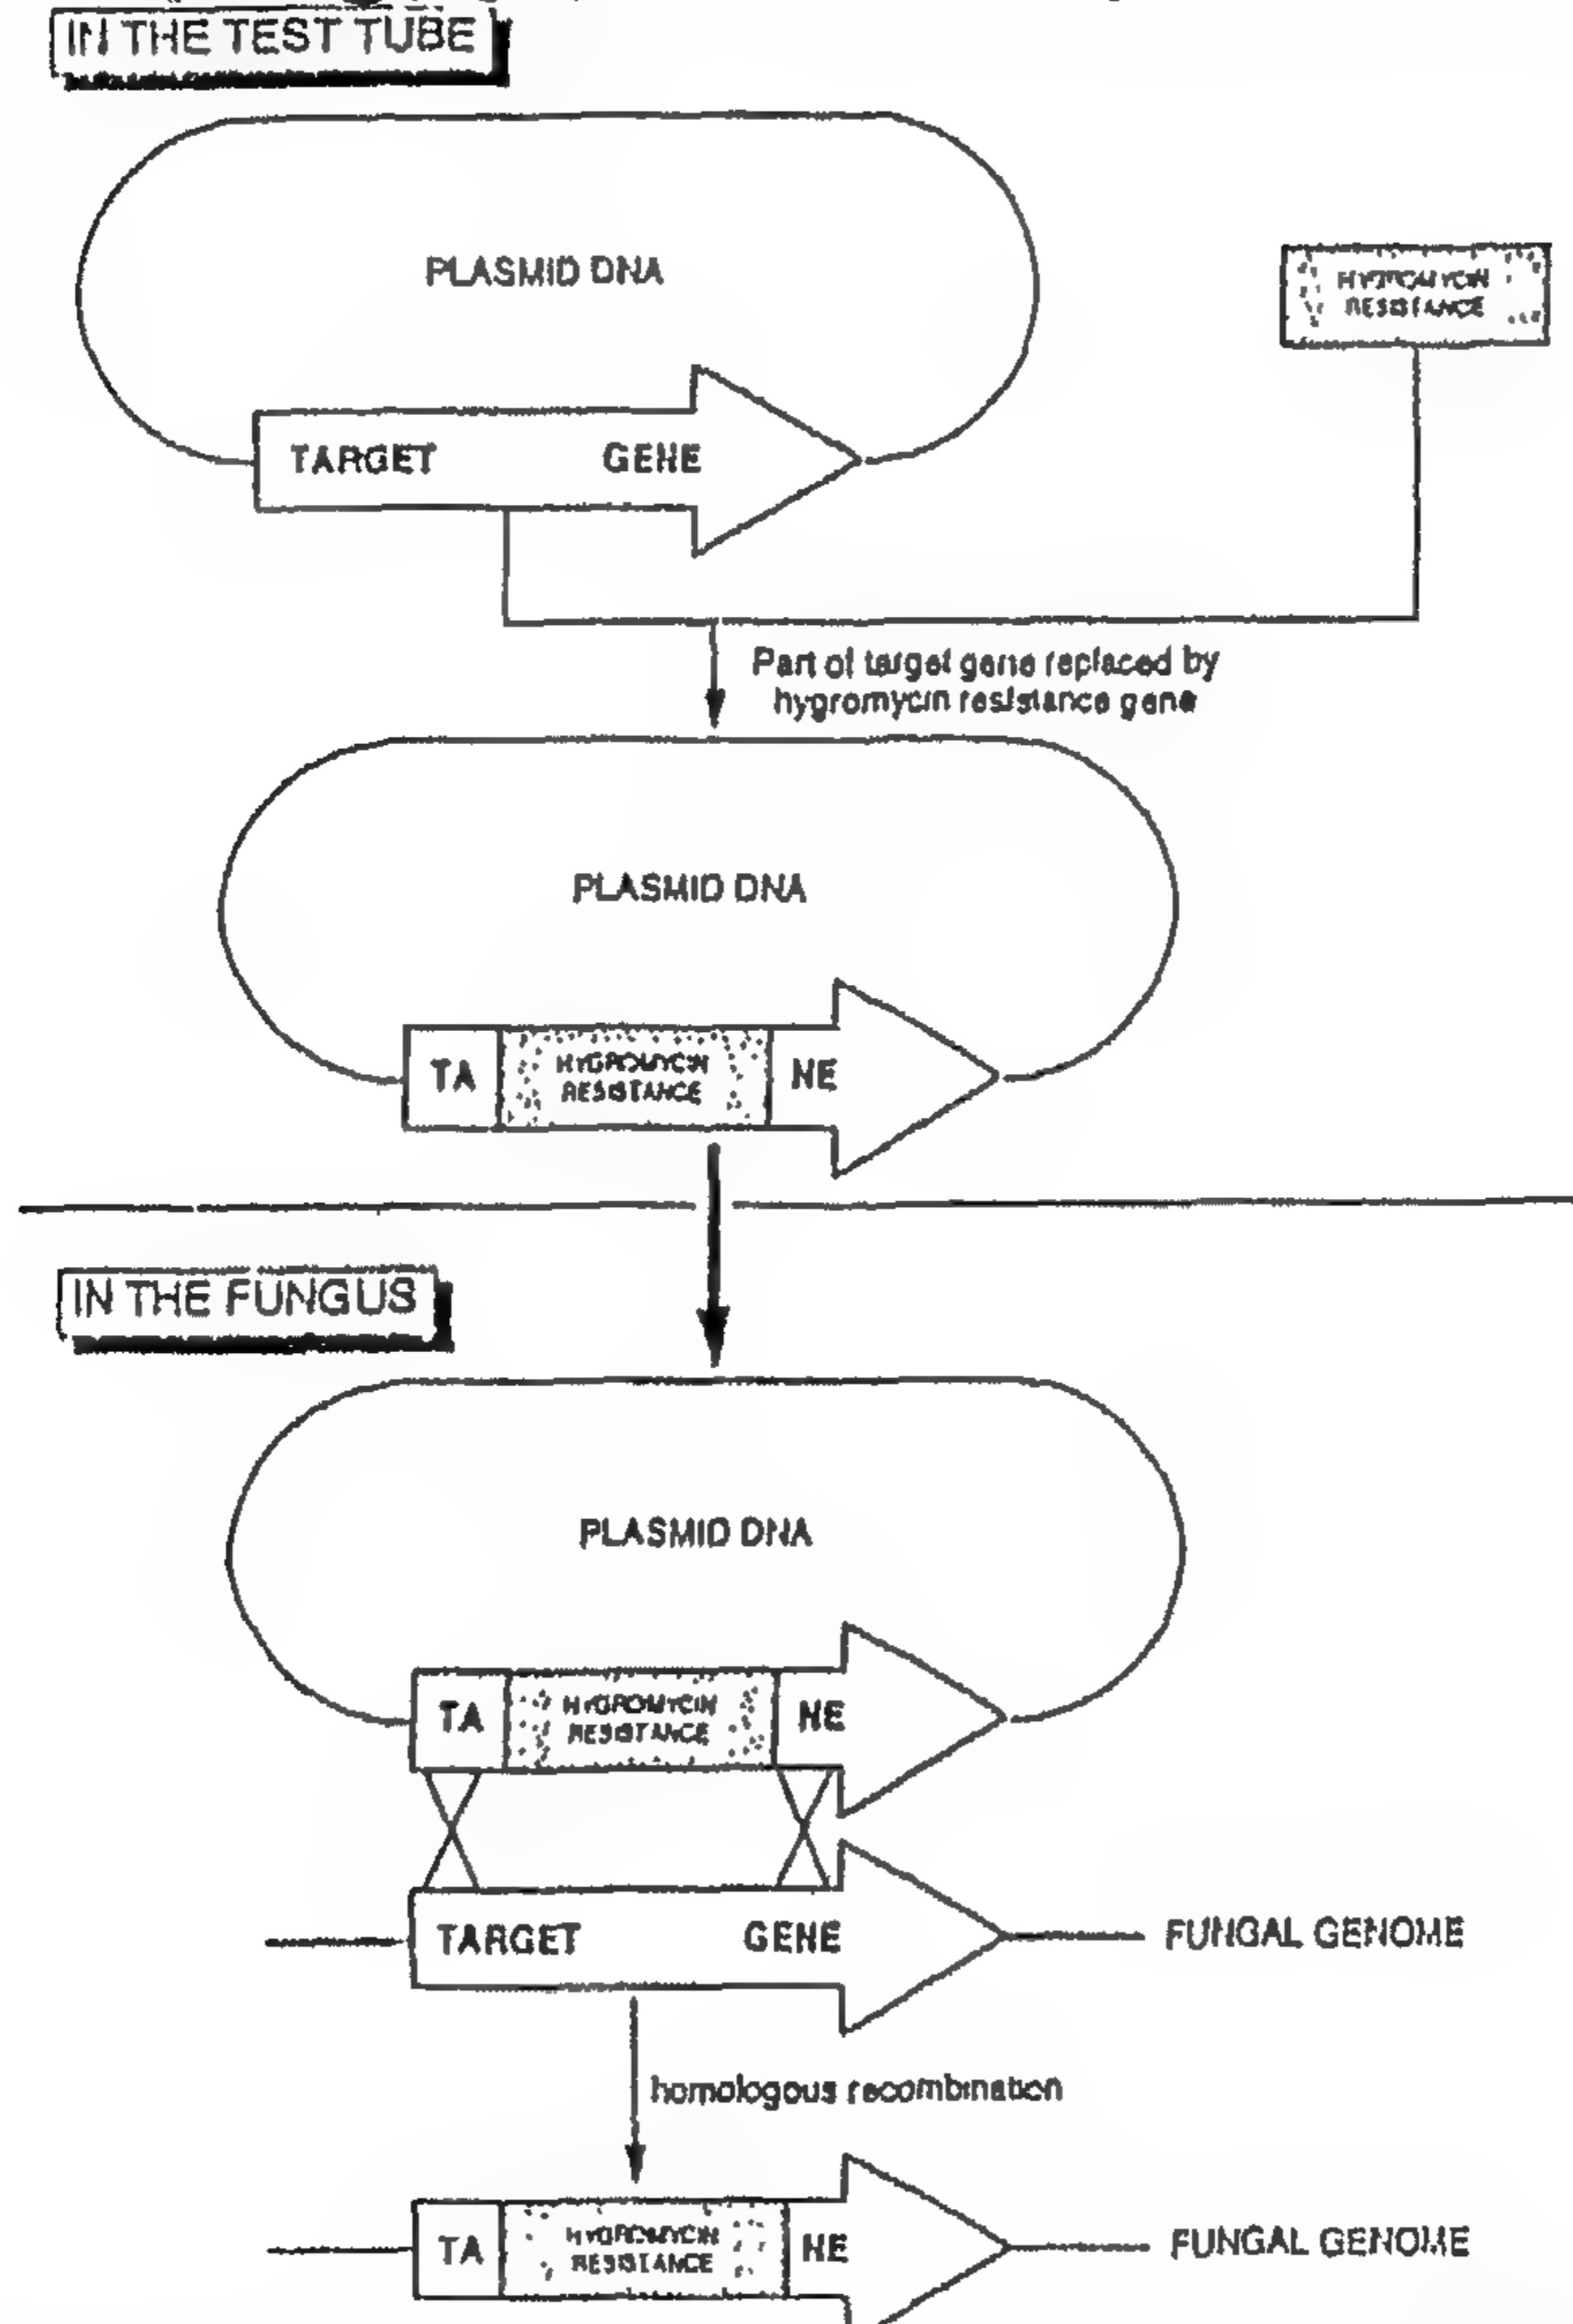 IN THE TEST TUBE
PLASMID DNA
HYGROMYCIN
RESISTANCE
TARGET GENE
Part of target gene replaced by
hygromycin resistance gene
PLASMID DNA
TA
HYGROMYCIN
RESISTANCE
NE
IN THE FUNGUS
PLASMID DNA
TA
HYGROMYCIN
RESISTANCE
NE
TARGET GENE
FUNGAL GENOME
homologous recombination
TA
HYGROMYCIN
RESISTANCE
NE
FUNGAL GENOME